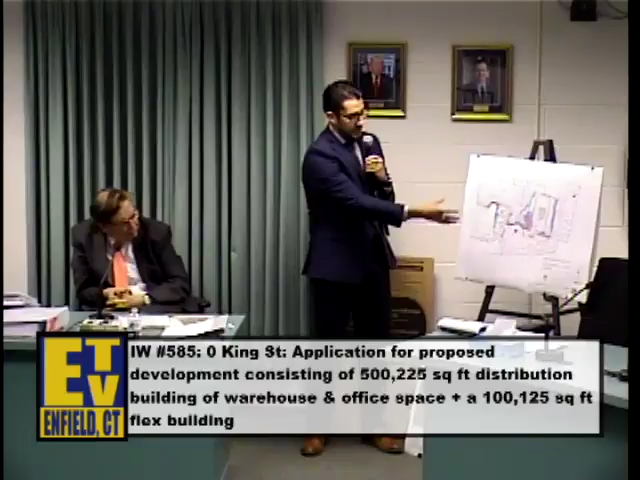 ETV
ENFIELD, CT
IW #585: 0 King St: Application for proposed
development consisting of 500,225 sq ft distribution
building of warehouse & office space + a 100,125 sq ft
flex building